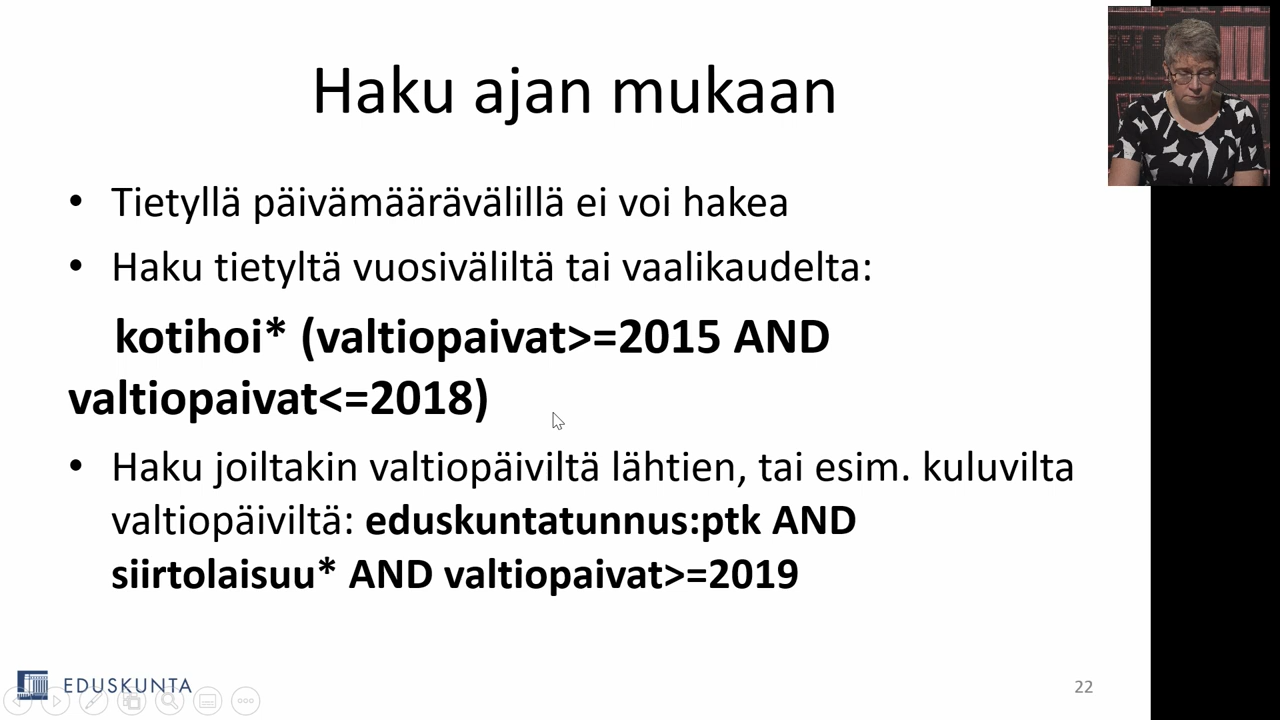 Haku ajan mukaan
• Tietyllä päivämäärävälillä ei voi hakea
• Haku tietyltä vuosiväliltä tai vaalikaudelta:
kotihoi* (valtiopaivat>=2015 AND
valtiopaivat<=2018)
• Haku joiltakin valtiopäiviltä lähtien, tai esim. kuluvilta
valtiopäiviltä: eduskuntatunnus:ptk AND
siirtolaisuu* AND valtiopaivat>=2019
EDUSKUNTA
22